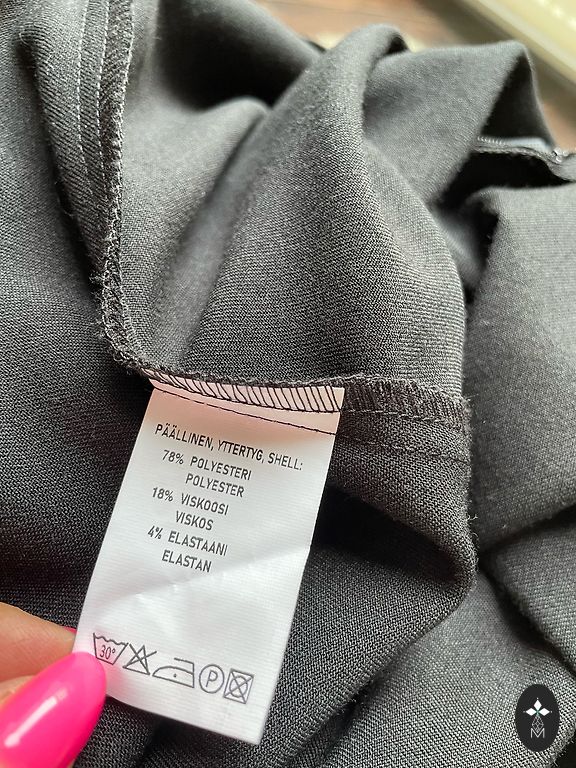 PÄÄLLINEN, YTTERTYG, SHELL:
78% POLYESTERI
POLYESTER
18% VISKOOSI
VISKOS
4% ELASTAANI
ELASTAN
30° P
M